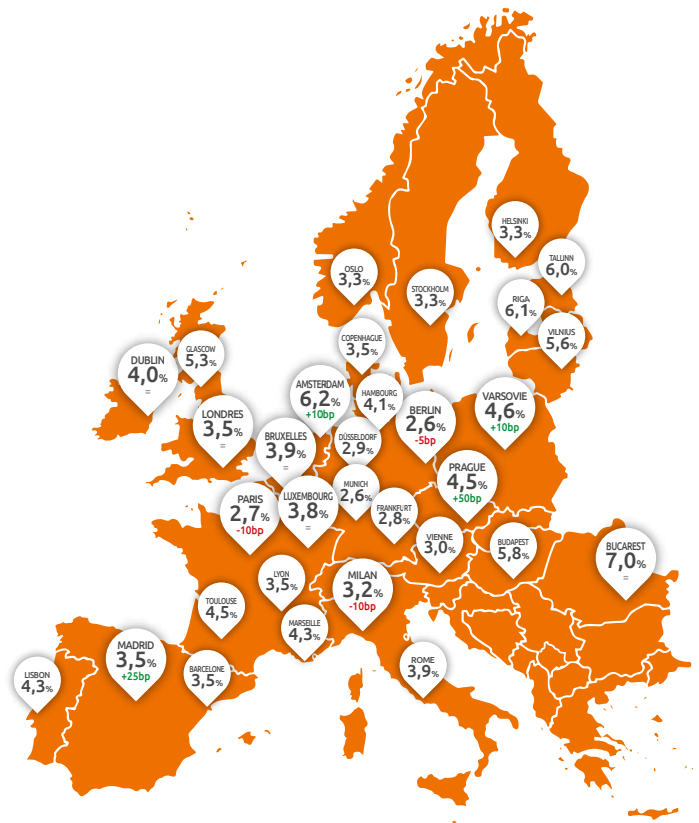 HELSINKI
3,3%
TALLINN
6,0%
OSLO
3,3%
STOCKHOLM
3,3%
RIGA
6,1%
VILNIUS
5,6%
COPENHAGUE
3,5%
GLASCOW
5,3%
DUBLIN
4,0%
=
AMSTERDAM
6,2%
+10bp
HAMBOURG
4,1%
BERLIN
2,6%
-5bp
VARSOVIE
4,6%
+10bp
LONDRES
3,5%
=
BRUXELLES
3,9%
=
DÜSSELDORF
2,9%
PRAGUE
4,5%
+50bp
PARIS
2,7%
-10bp
LUXEMBOURG
3,8%
=
MUNICH
2,6%
FRANKFURT
2,8%
VIENNE
3,0%
BUDAPEST
5,8%
BUCAREST
7,0%
=
LYON
3,5%
MILAN
3,2%
-10bp
TOULOUSE
4,5%
MARSEILLE
4,3%
MADRID
3,5%
+25bp
BARCELONE
3,5%
LISBON
4,3%
ROME
3,9%